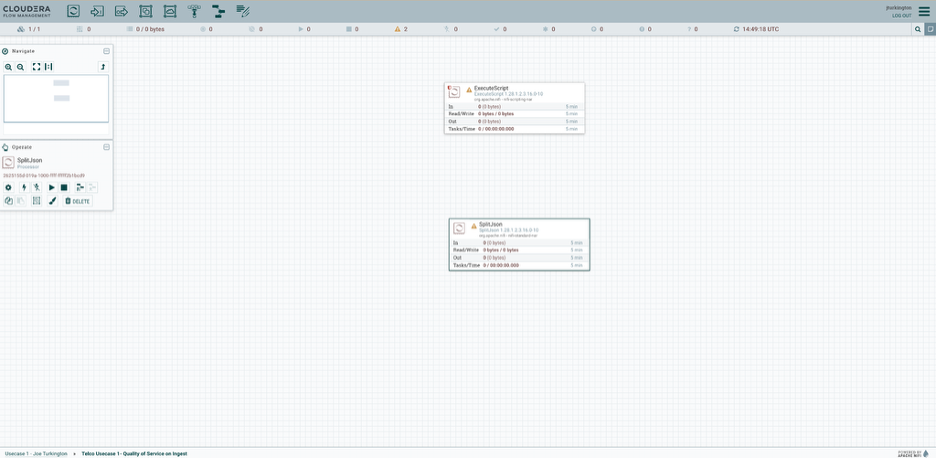 CLOUDERA
FLOW MANAGEMENT
jturkington
LOG OUT
1 / 1
0
0 / 0 bytes
0
0
0
0
2
0
0
0
0
0
0
14:49:18 UTC
Navigate
Operate
SplitJson
Processor
DELETE
ExecuteScript
ExecuteScript 1.26.1.2.3.16.0-10
org.apache.nifi - nifi-scripting-nar
In 0 (0 bytes) 5 min
Read/Write 0 bytes / 0 bytes 5 min
Out 0 (0 bytes) 5 min
Tasks/Time 0 / 00:00:00.000 5 min
SplitJson
SplitJson 1.26.1.2.3.16.0-10
org.apache.nifi - nifi-standard-nar
In 0 (0 bytes) 5 min
Read/Write 0 bytes / 0 bytes 5 min
Out 0 (0 bytes) 5 min
Tasks/Time 0 / 00:00:00.000 5 min
Usecase 1 - Joe Turkington
Telco Usecase 1 - Quality of Service on Ingest
POWERED BY
APACHE NIFI